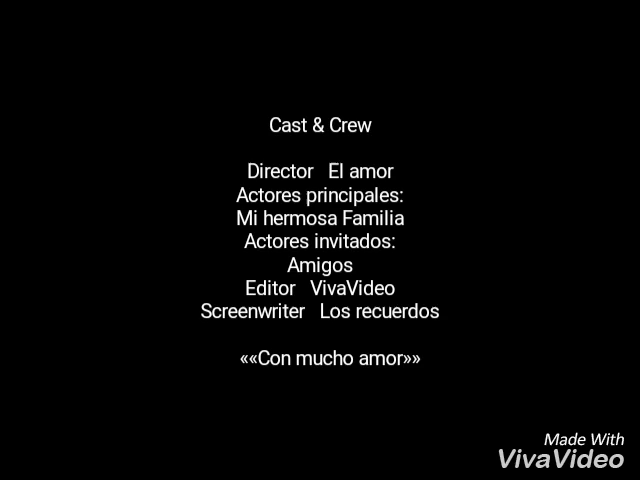 Cast & Crew
Director El amor
Actores principales:
Mi hermosa Familia
Actores invitados:
Amigos
Editor VivaVideo
Screenwriter Los recuerdos
««Con mucho amor»»
Made With
VivaVideo